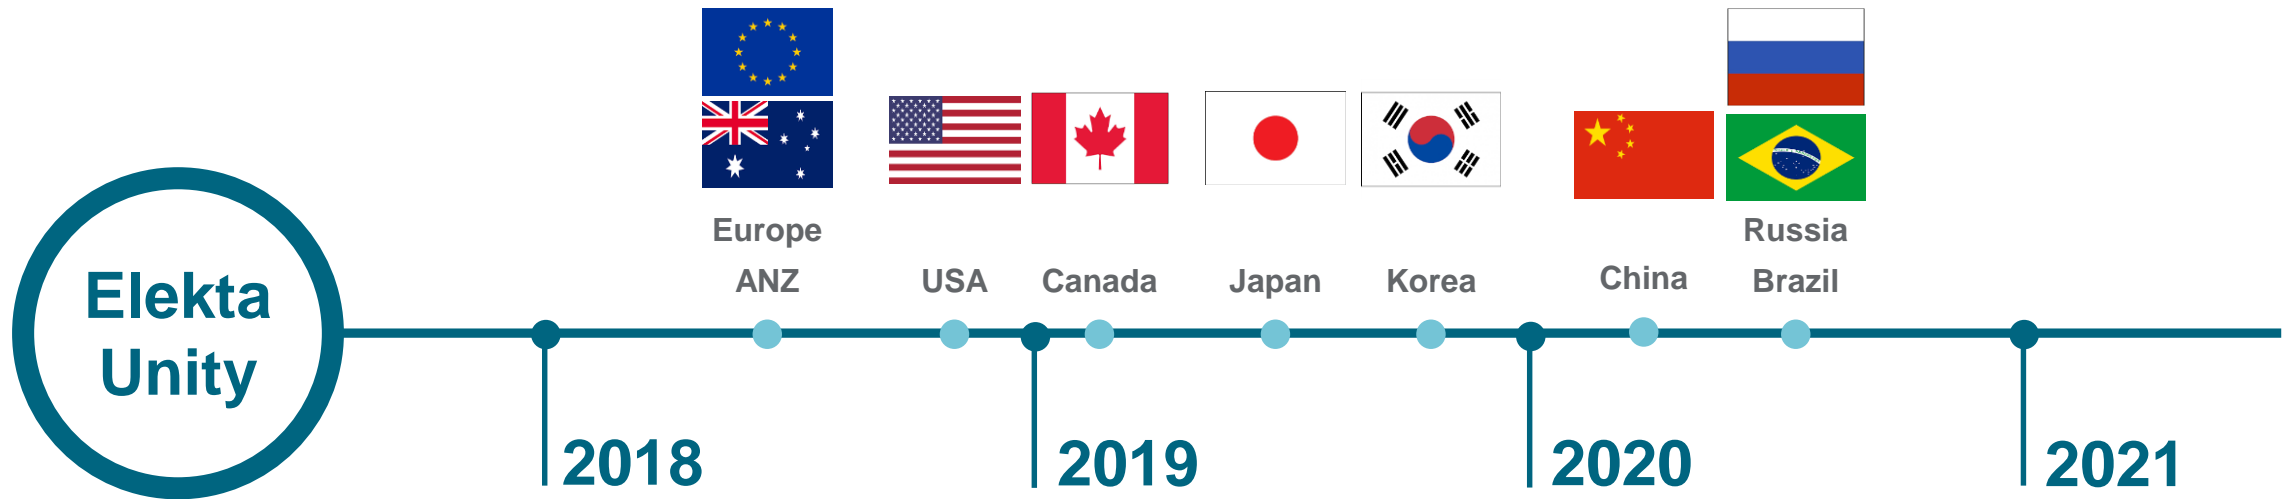 Elekta
Unity
Europe
ANZ
USA
Canada
Japan
Korea
China
Russia
Brazil
2018
2019
2020
2021